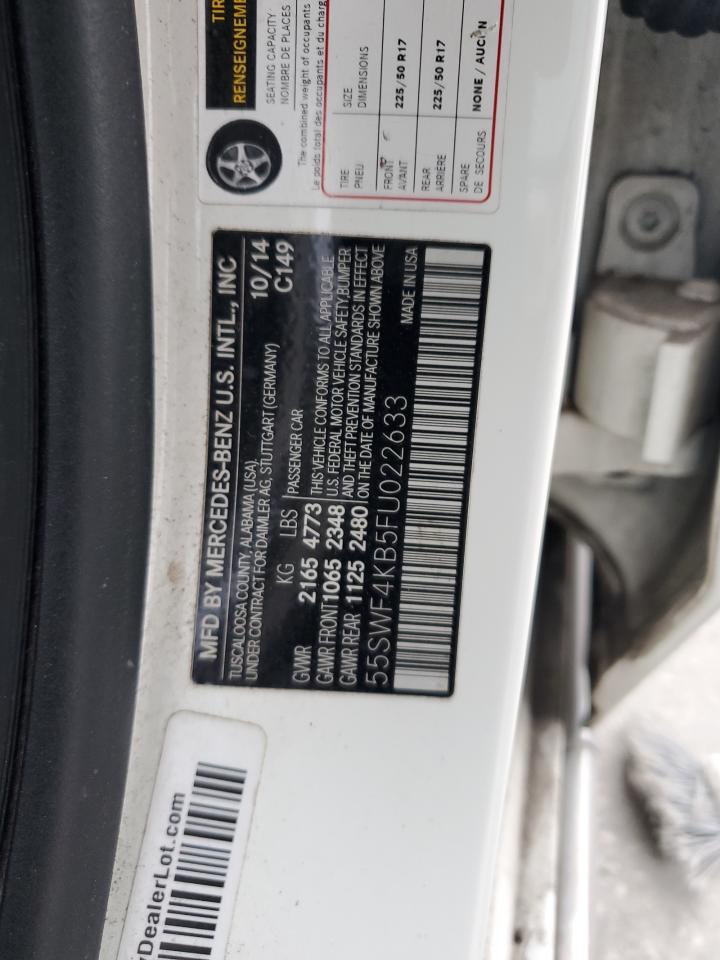 MFD BY MERCEDES-BENZ U.S. INTL., INC
TUSCALOOSA COUNTY, ALABAMA (USA),
UNDER CONTRACT FOR DAIMLER AG, STUTTGART (GERMANY)
10/14
C149
KG LBS
GVWR 2165 4773
GAWR FRONT 1065 2348
GAWR REAR 1125 2480
PASSENGER CAR
THIS VEHICLE CONFORMS TO ALL APPLICABLE
U.S. FEDERAL MOTOR VEHICLE SAFETY, BUMPER
AND THEFT PREVENTION STANDARDS IN EFFECT
ON THE DATE OF MANUFACTURE SHOWN ABOVE
55SWF4KB5FU022633
MADE IN USA
TIR
RENSEIGNEME
SEATING CAPACITY
NOMBRE DE PLACES
The combined weight of occupants
Le poids total des occupants et du charg
TIRE SIZE
PNEU DIMENSIONS
FRONT 225/50 R17
AVANT
REAR 225/50 R17
ARRIÈRE
SPARE NONE / AUCUN
DE SECOURS
yDealerLot.com